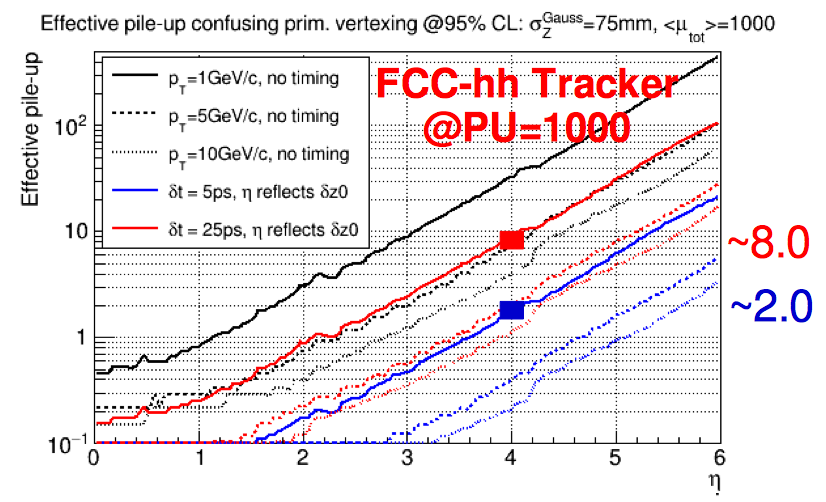 Effective pile-up confusing prim. vertexing @95% CL: σ_Z^Gauss=75mm, <μ_tot>=1000
Effective pile-up
p_T=1GeV/c, no timing
p_T=5GeV/c, no timing
p_T=10GeV/c, no timing
δt = 5ps, η reflects δz0
δt = 25ps, η reflects δz0
FCC-hh Tracker
@PU=1000
10²
10
1
10⁻¹
~8.0
~2.0
0 1 2 3 4 5 6
η